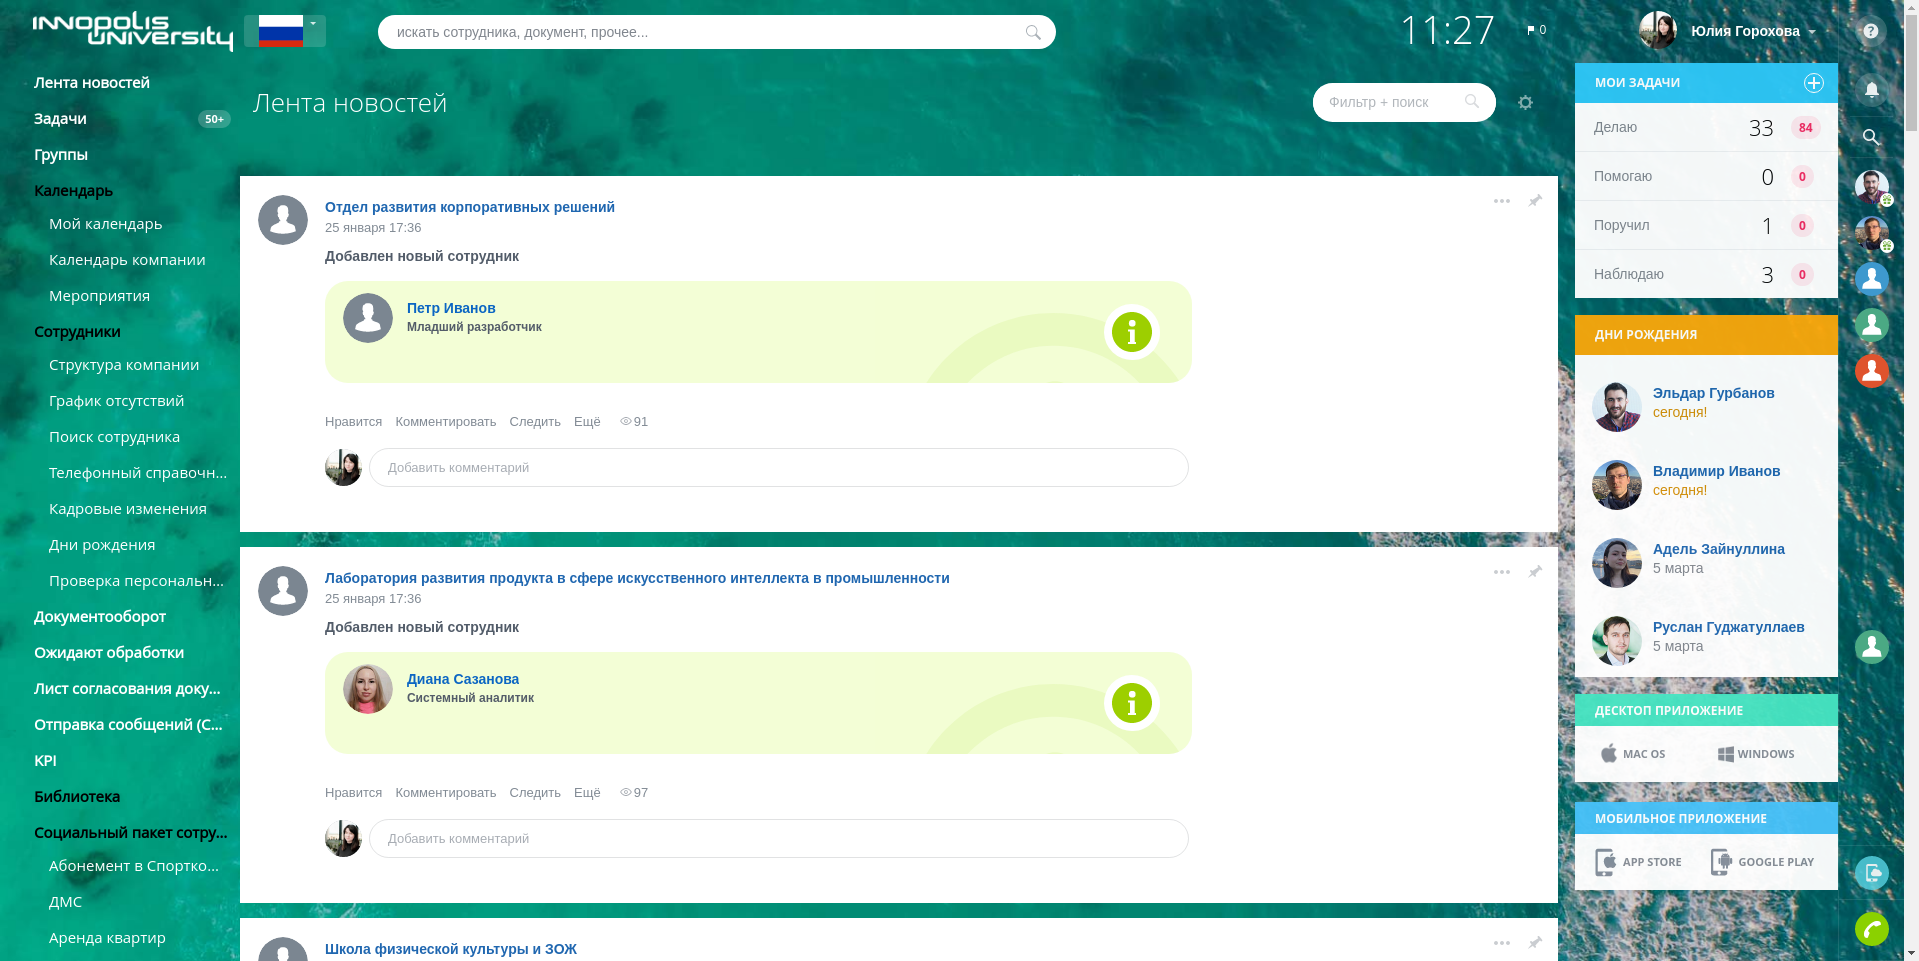 INNOPOLIS
UNIVERSITY
искать сотрудника, документ, прочее...
11:27
0
Юлия Горохова
Лента новостей
Задачи
50+
Группы
Календарь
Мой календарь
Календарь компании
Мероприятия
Сотрудники
Структура компании
График отсутствий
Поиск сотрудника
Телефонный справочн...
Кадровые изменения
Дни рождения
Проверка персональн...
Документооборот
Ожидают обработки
Лист согласования доку...
Отправка сообщений (С...
KPI
Библиотека
Социальный пакет сотру...
Абонемент в Спортко...
ДМС
Аренда квартир
Лента новостей
Фильтр + поиск
Отдел развития корпоративных решений
25 января 17:36
Добавлен новый сотрудник
Петр Иванов
Младший разработчик
Нравится Комментировать Следить Ещё 91
Добавить комментарий
Лаборатория развития продукта в сфере искусственного интеллекта в промышленности
25 января 17:36
Добавлен новый сотрудник
Диана Сазанова
Системный аналитик
Нравится Комментировать Следить Ещё 97
Добавить комментарий
Школа физической культуры и ЗОЖ
МОИ ЗАДАЧИ
Делаю 33 84
Помогаю 0 0
Поручил 1 0
Наблюдаю 3 0
ДНИ РОЖДЕНИЯ
Эльдар Гурбанов
сегодня!
Владимир Иванов
сегодня!
Адель Зайнуллина
5 марта
Руслан Гуджатуллаев
5 марта
ДЕСКТОП ПРИЛОЖЕНИЕ
MAC OS WINDOWS
МОБИЛЬНОЕ ПРИЛОЖЕНИЕ
APP STORE GOOGLE PLAY